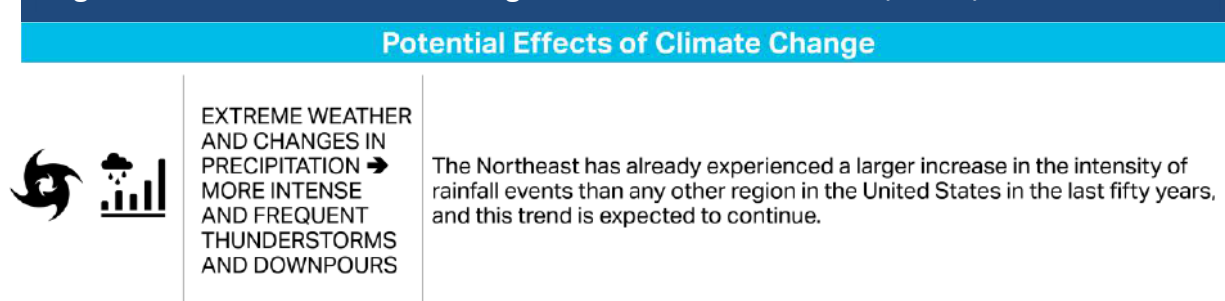 Potential Effects of Climate Change
EXTREME WEATHER
AND CHANGES IN
PRECIPITATION ➔
MORE INTENSE
AND FREQUENT
THUNDERSTORMS
AND DOWNPOURS
The Northeast has already experienced a larger increase in the intensity of
rainfall events than any other region in the United States in the last fifty years,
and this trend is expected to continue.